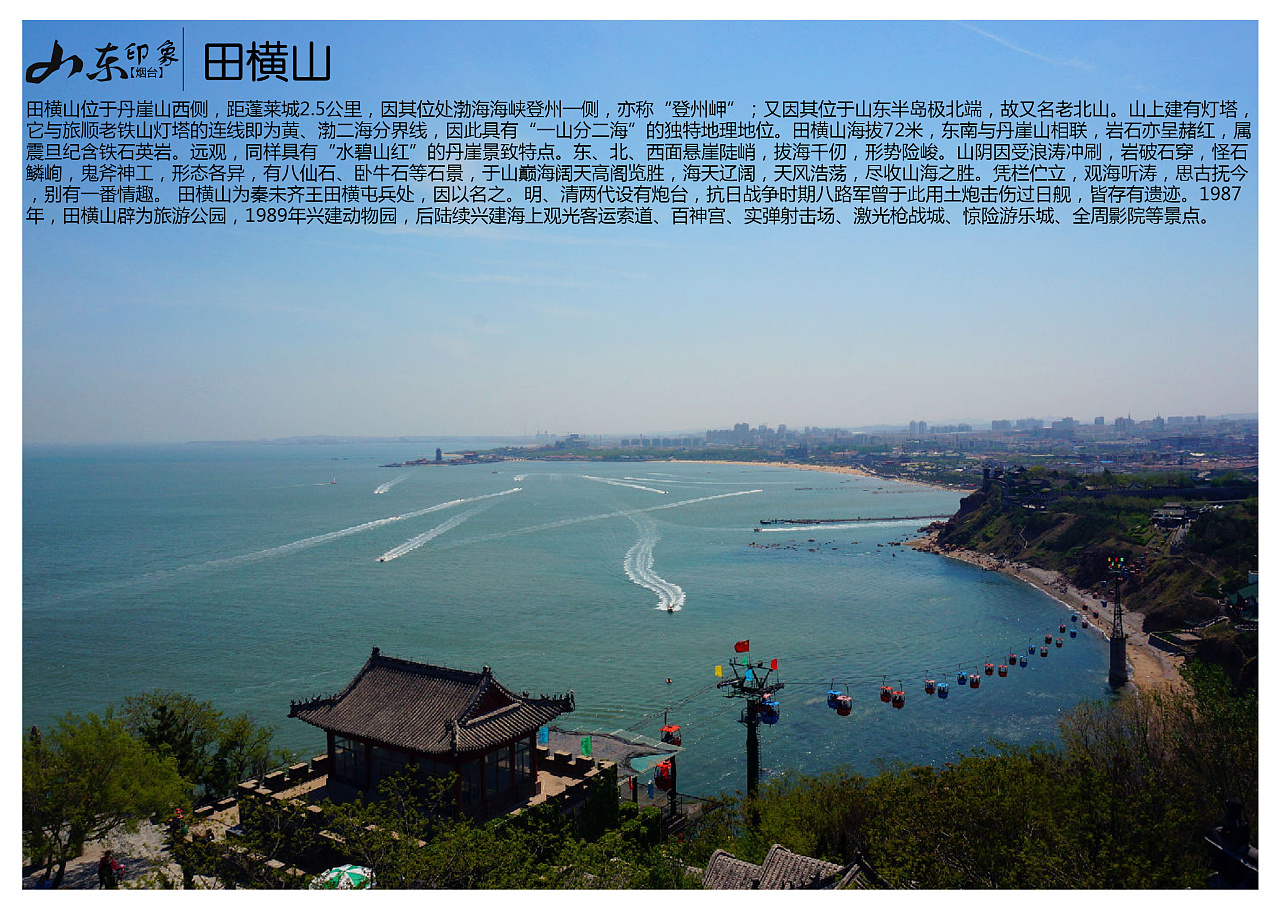 山东印象
【烟台】
田横山
田横山位于丹崖山西侧，距蓬莱城2.5公里，因其位处渤海海峡登州一侧，亦称“登州岬”；又因其位于山东半岛极北端，故又名老北山。山上建有灯塔，
它与旅顺老铁山灯塔的连线即为黄、渤二海分界线，因此具有“一山分二海”的独特地理地位。田横山海拔72米，东南与丹崖山相联，岩石亦呈赭红，属
震旦纪含铁石英岩。远观，同样具有“水碧山红”的丹崖景致特点。东、北、西面悬崖陡峭，拔海千仞，形势险峻。山阴因受浪涛冲刷，岩破石穿，怪石
鳞峋，鬼斧神工，形态各异，有八仙石、卧牛石等石景，于山巅海阔天高阁览胜，海天辽阔，天风浩荡，尽收山海之胜。凭栏伫立，观海听涛，思古抚今
，别有一番情趣。 田横山为秦未齐王田横屯兵处，因以名之。明、清两代设有炮台，抗日战争时期八路军曾于此用土炮击伤过日舰，皆存有遗迹。1987
年，田横山辟为旅游公园，1989年兴建动物园，后陆续兴建海上观光客运索道、百神宫、实弹射击场、激光枪战城、惊险游乐城、全周影院等景点。